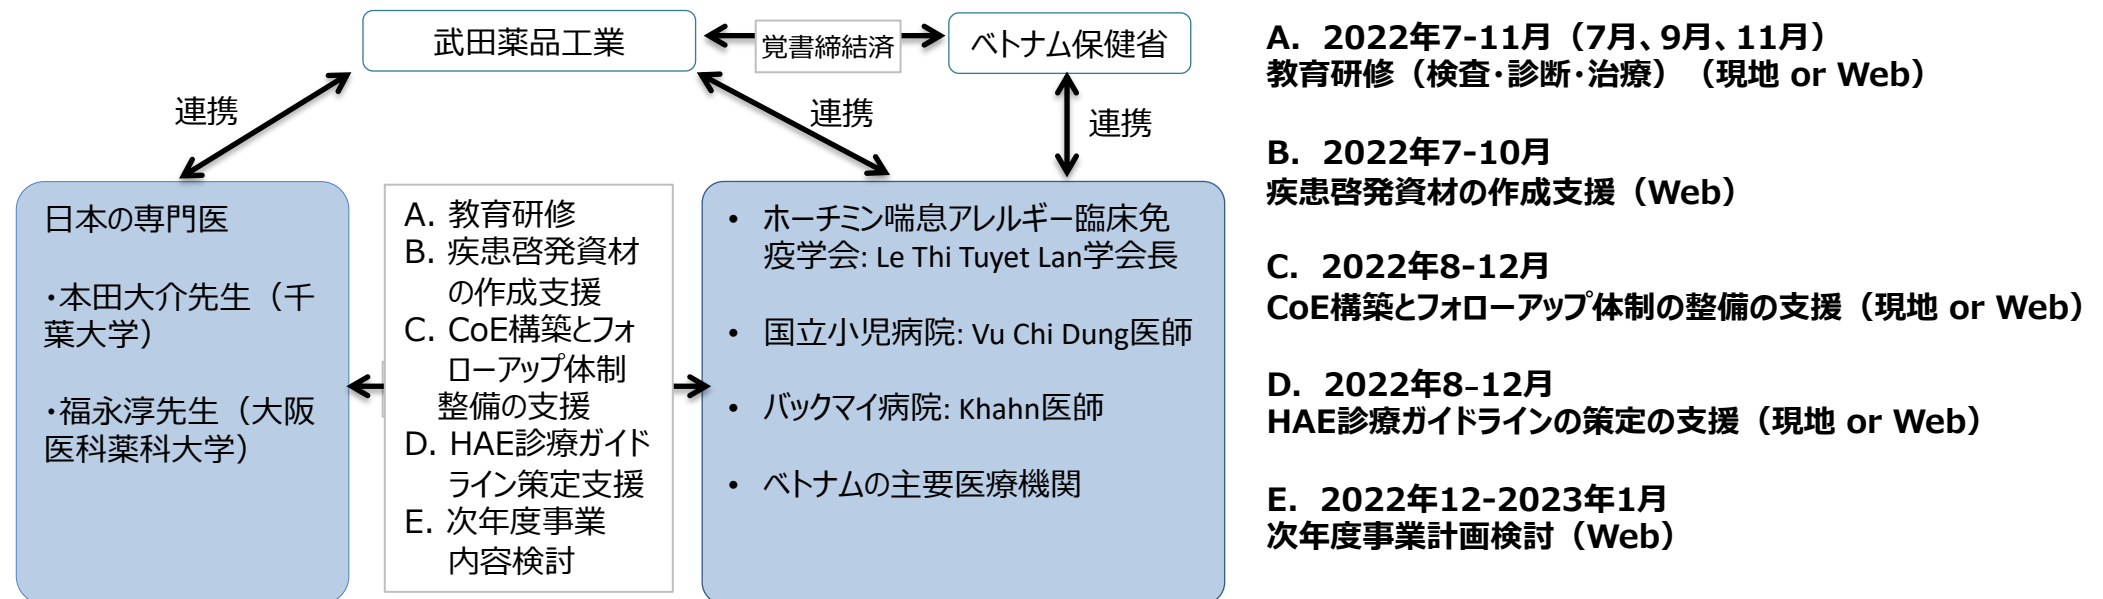 武田薬品工業
覚書締結済
ベトナム保健省
連携
連携
連携
日本の専門医
・本田大介先生（千
葉大学）
・福永淳先生（大阪
医科薬科大学）
A. 教育研修
B. 疾患啓発資材
の作成支援
C. CoE構築とフォ
ローアップ体制
整備の支援
D. HAE診療ガイド
ライン策定支援
E. 次年度事業
内容検討
• ホーチミン喘息アレルギー臨床免
疫学会: Le Thi Tuyet Lan学会長
• 国立小児病院: Vu Chi Dung医師
• バックマイ病院: Khahn医師
• ベトナムの主要医療機関
A. 2022年7-11月（7月、9月、11月）
教育研修（検査・診断・治療）（現地 or Web）
B. 2022年7-10月
疾患啓発資材の作成支援（Web）
C. 2022年8-12月
CoE構築とフォローアップ体制の整備の支援（現地 or Web）
D. 2022年8–12月
HAE診療ガイドラインの策定の支援（現地 or Web）
E. 2022年12-2023年1月
次年度事業計画検討（Web）